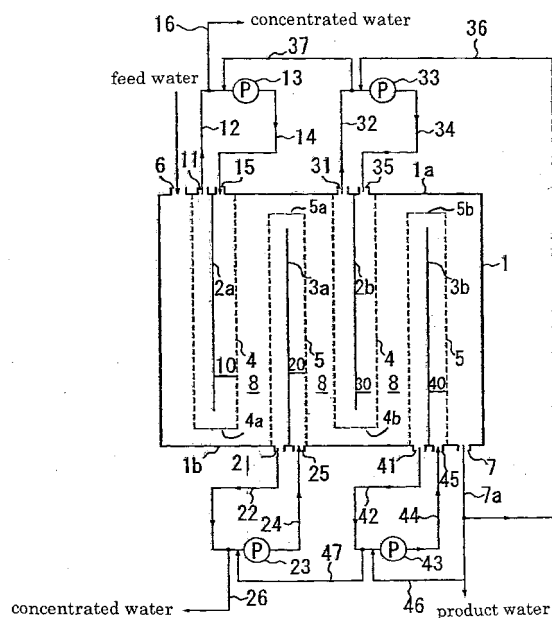 16
concentrated water
37
36
feed water
P
13
P
33
12
14
32
34
6
11
15
31
35
1a
5a
5b
1
2a
3a
2b
3b
4
5
4
5
10
8
20
8
30
8
40
4a
4b
1b
21
25
41
45
7
22
24
42
44
7a
P
23
47
P
43
26
46
concentrated water
product water